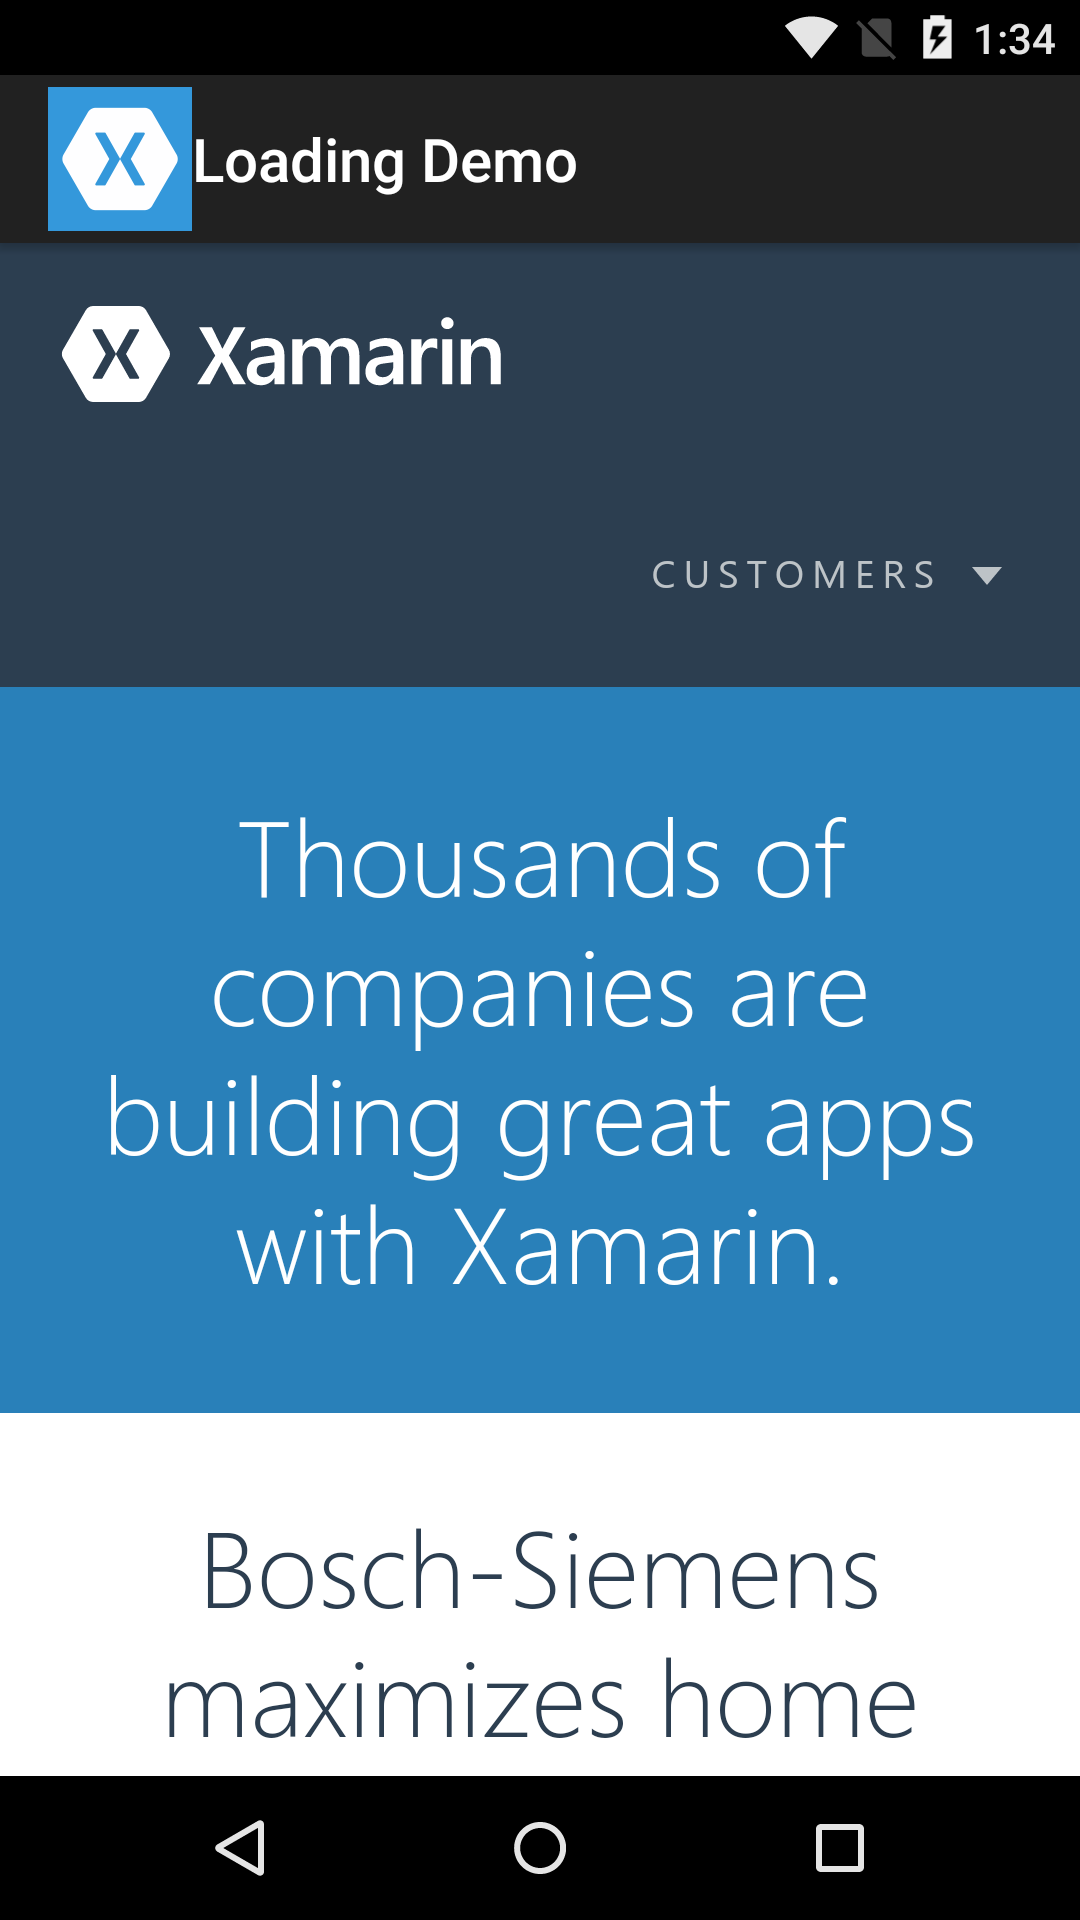 1:34
Loading Demo
Xamarin
CUSTOMERS
Thousands of
companies are
building great apps
with Xamarin.
Bosch-Siemens
maximizes home